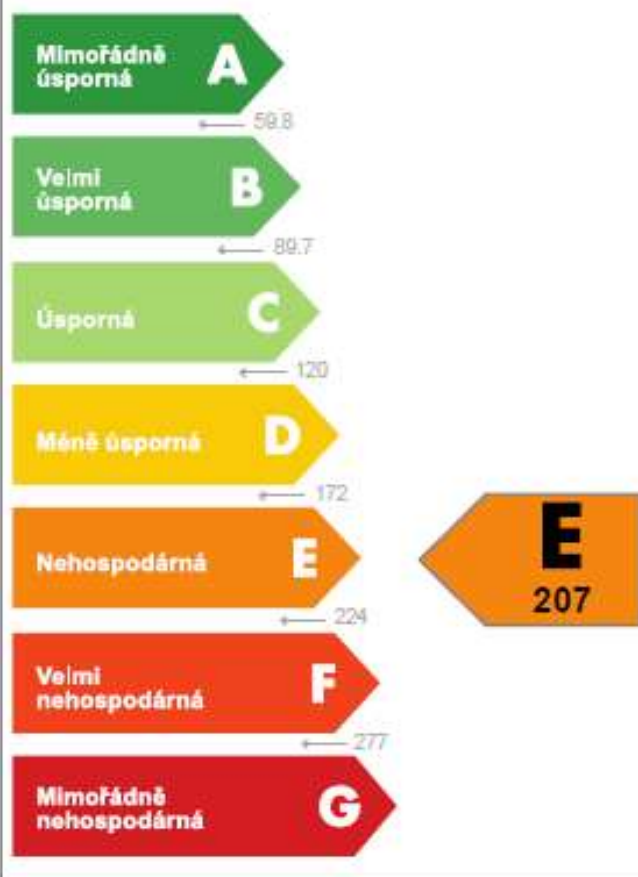 Mimořádně
úsporná
A
59.8
Velmi
úsporná
B
89.7
Úsporná
C
120
Méně úsporná
D
172
Nehospodárná
E
224
E
207
Velmi
nehospodárná
F
277
Mimořádně
nehospodárná
G